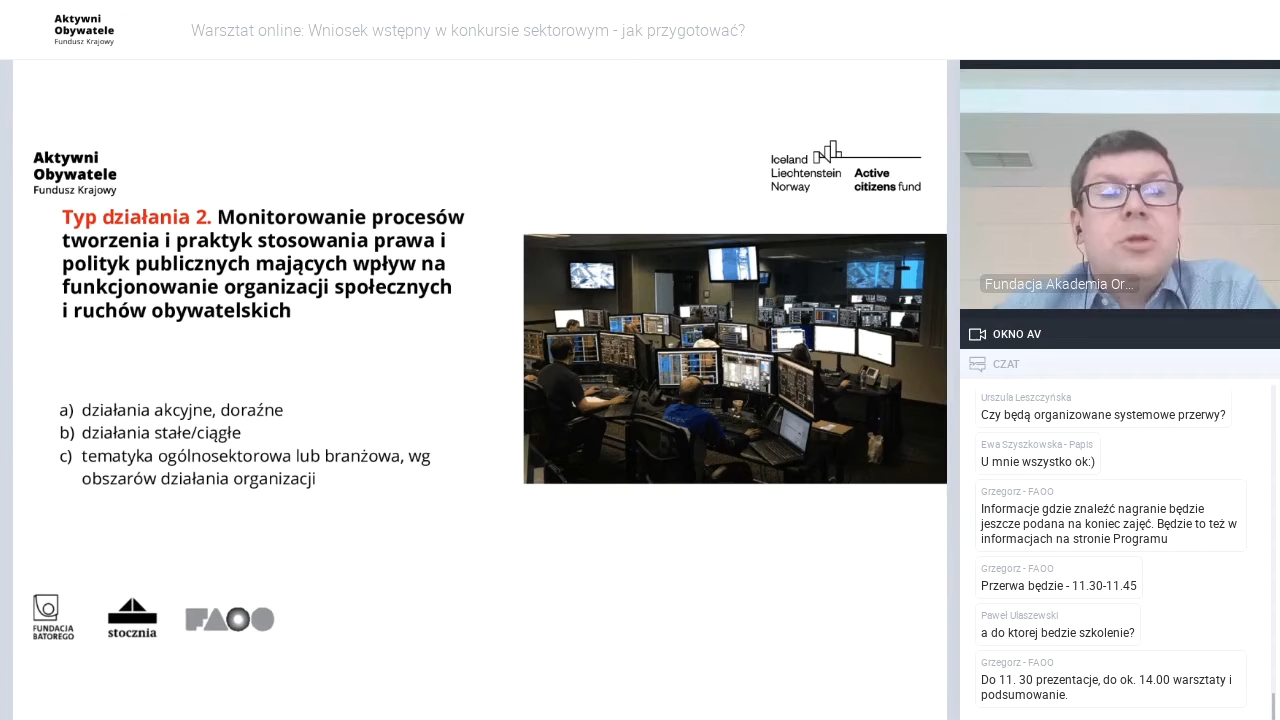 Aktywni
Obywatele
Fundusz Krajowy
Warsztat online: Wniosek wstępny w konkursie sektorowym - jak przygotować?
Aktywni
Obywatele
Fundusz Krajowy
Iceland
Liechtenstein
Norway
Active
citizens fund
Typ działania 2. Monitorowanie procesów
tworzenia i praktyk stosowania prawa i
polityk publicznych mających wpływ na
funkcjonowanie organizacji społecznych
i ruchów obywatelskich
a) działania akcyjne, doraźne
b) działania stałe/ciągłe
c) tematyka ogólnosektorowa lub branżowa, wg
obszarów działania organizacji
FUNDACJA
BATOREGO
stocznia
FAOO
Fundacja Akademia Or...
OKNO AV
CZAT
Urszula Leszczyńska
Czy będą organizowane systemowe przerwy?
Ewa Szyszkowska - Papis
U mnie wszystko ok:)
Grzegorz - FAOO
Informacje gdzie znaleźć nagranie będzie
jeszcze podana na koniec zajęć. Będzie to też w
informacjach na stronie Programu
Grzegorz - FAOO
Przerwa będzie - 11.30-11.45
Paweł Ułaszewski
a do ktorej bedzie szkolenie?
Grzegorz - FAOO
Do 11. 30 prezentacje, do ok. 14.00 warsztaty i
podsumowanie.